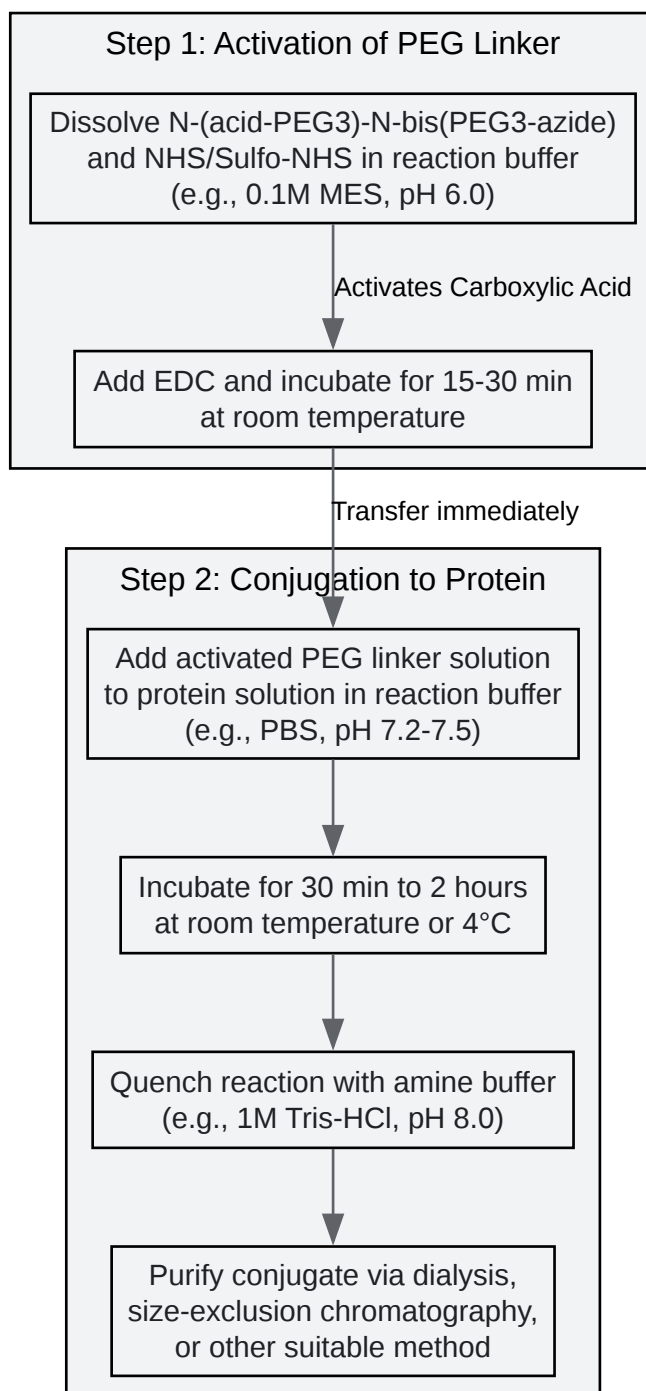 Step 1: Activation of PEG Linker
Dissolve N-(acid-PEG3)-N-bis(PEG3-azide)
and NHS/Sulfo-NHS in reaction buffer
(e.g., 0.1M MES, pH 6.0)
Activates Carboxylic Acid
Add EDC and incubate for 15-30 min
at room temperature
Transfer immediately
Step 2: Conjugation to Protein
Add activated PEG linker solution
to protein solution in reaction buffer
(e.g., PBS, pH 7.2-7.5)
Incubate for 30 min to 2 hours
at room temperature or 4°C
Quench reaction with amine buffer
(e.g., 1M Tris-HCl, pH 8.0)
Purify conjugate via dialysis,
size-exclusion chromatography,
or other suitable method